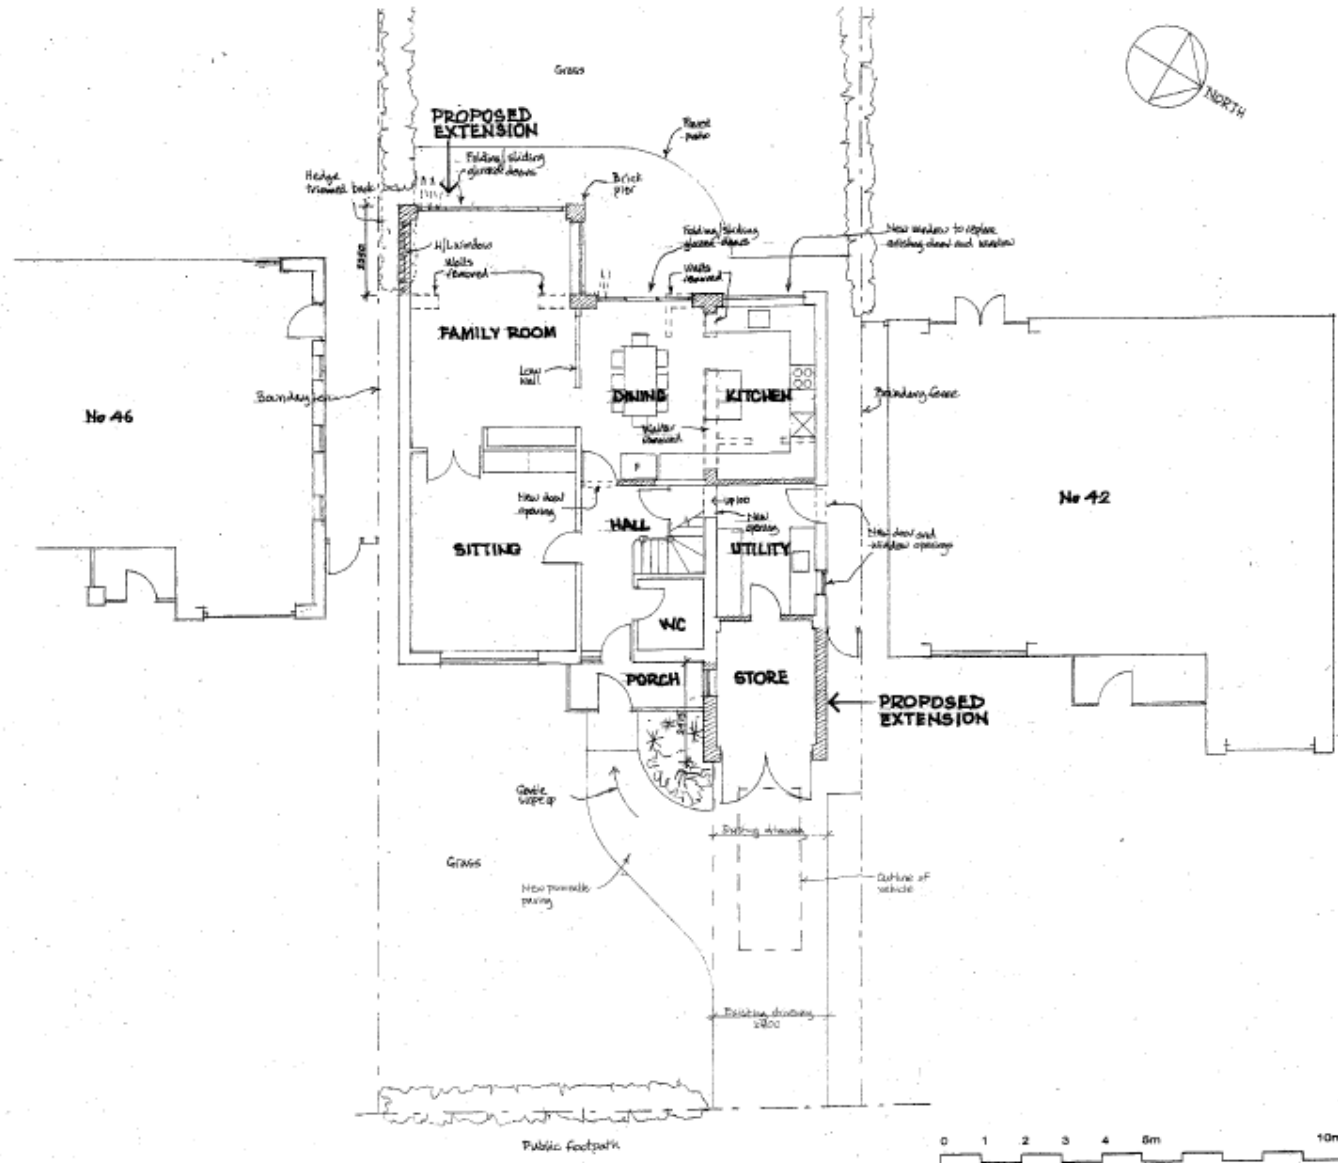 Grass
NORTH
PROPOSED
EXTENSION
Paved
patio
Folding/sliding
glazed doors
Hedge
trimmed back
Brick
pier
Folding/sliding
glazed doors
New window to replace
existing door and window
H/L window
Walls
removed
Walls
removed
FAMILY ROOM
Low
wall
DINING
KITCHEN
Boundary
Boundary fence
No 46
Walls
removed
F
No 42
New door
opening
up
New
opening
HALL
SITTING
UTILITY
New door and
window openings
WC
PORCH
STORE
PROPOSED
EXTENSION
Gentle
slope up
Existing driveway
Grass
New permeable
paving
Outline of
vehicle
Existing driveway
Public footpath
0 1 2 3 4 5m 10m